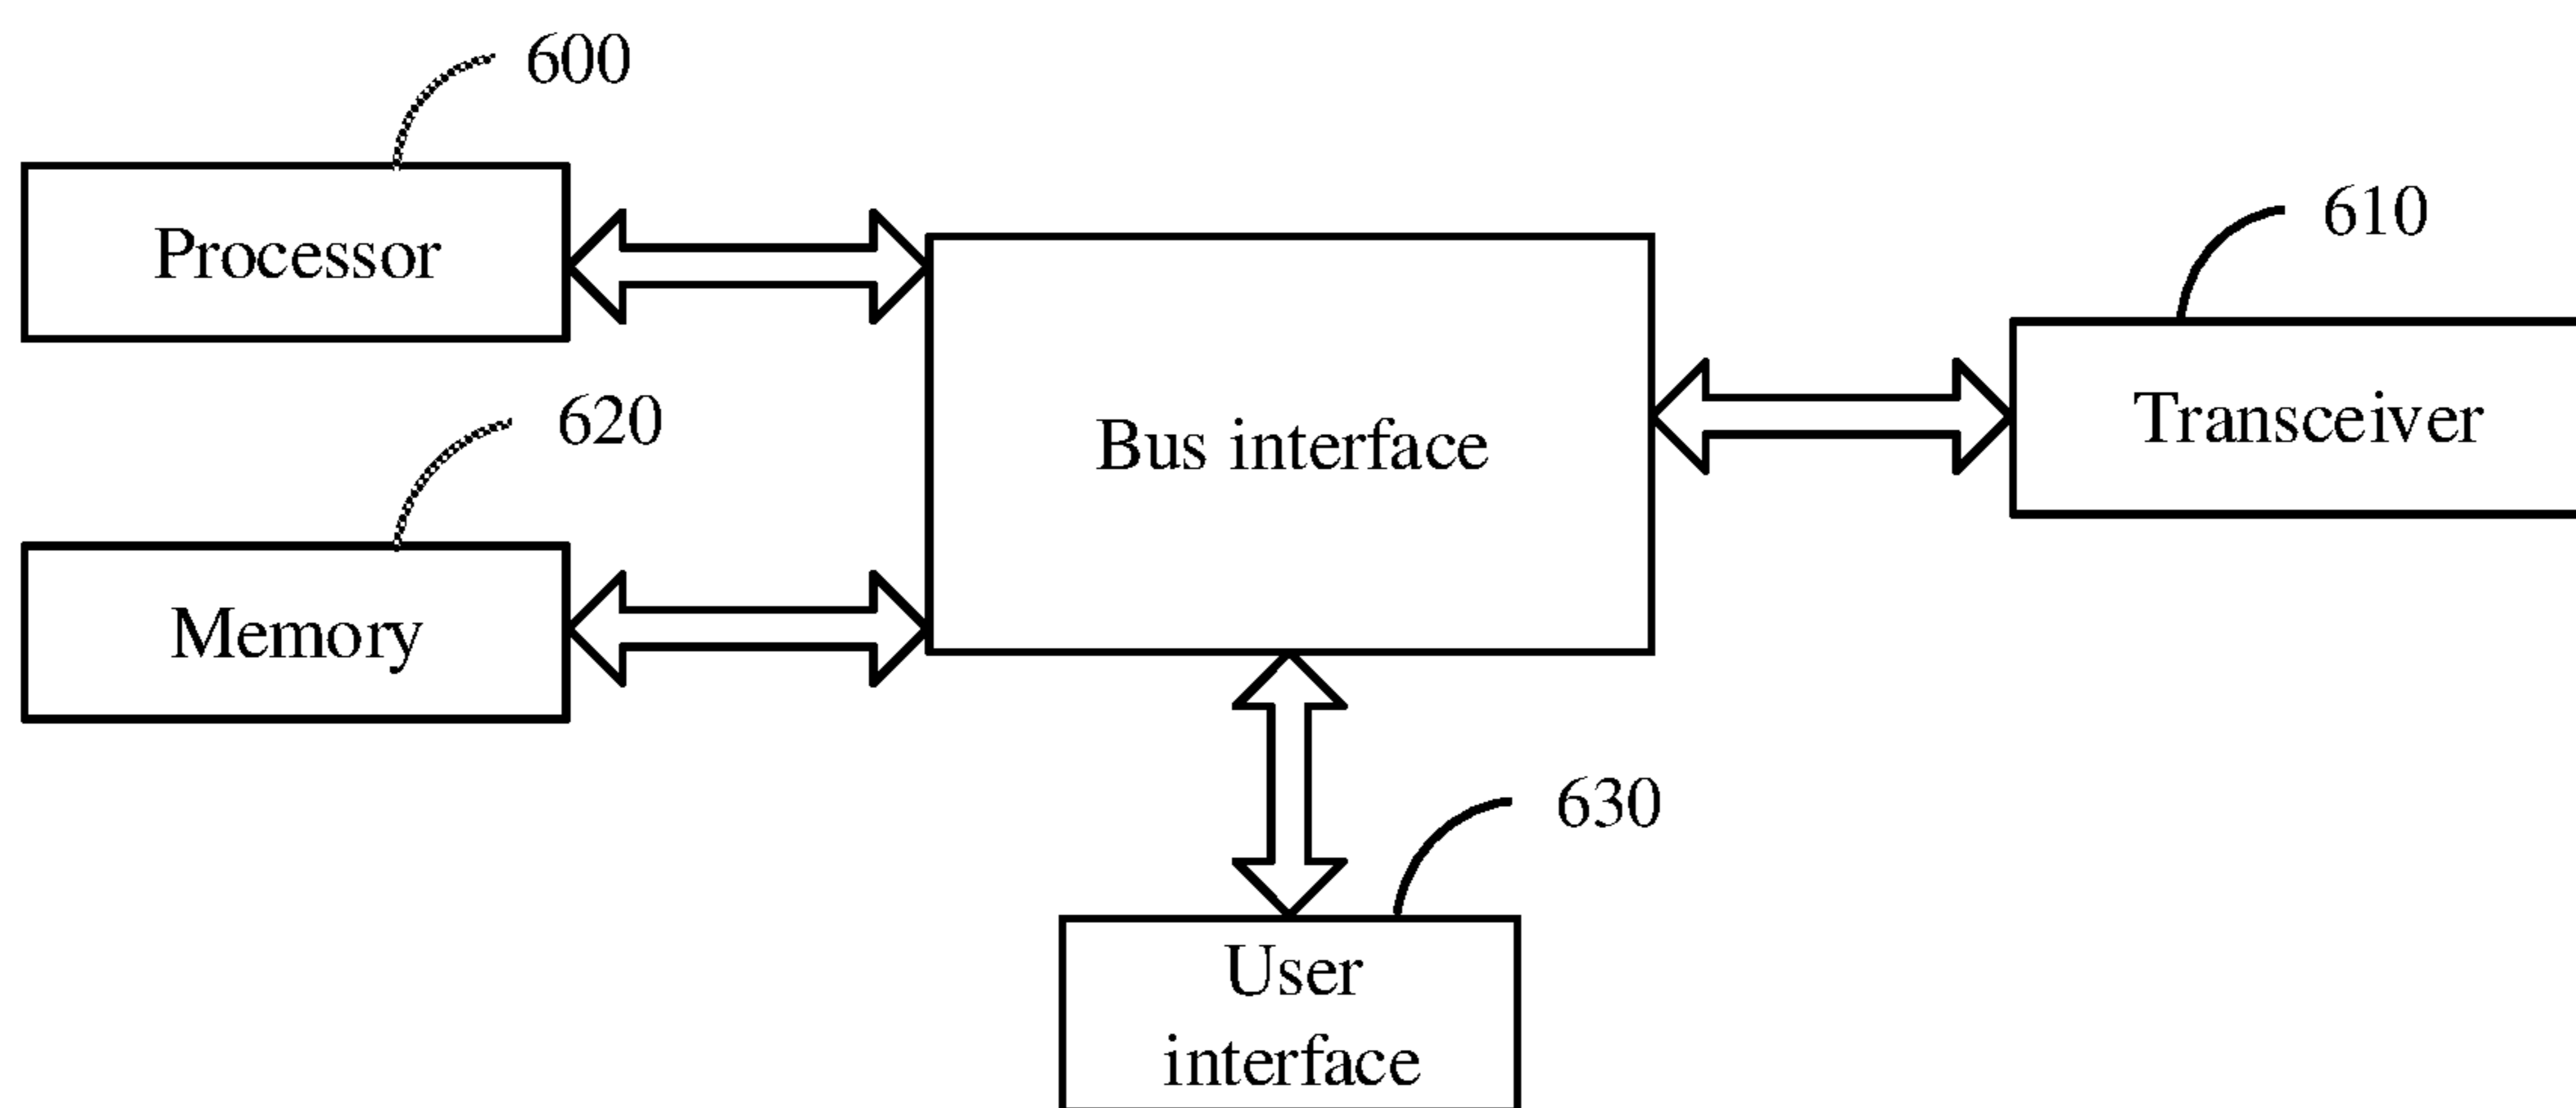 600
Processor
610
620
Bus interface
Transceiver
Memory
630
User
interface